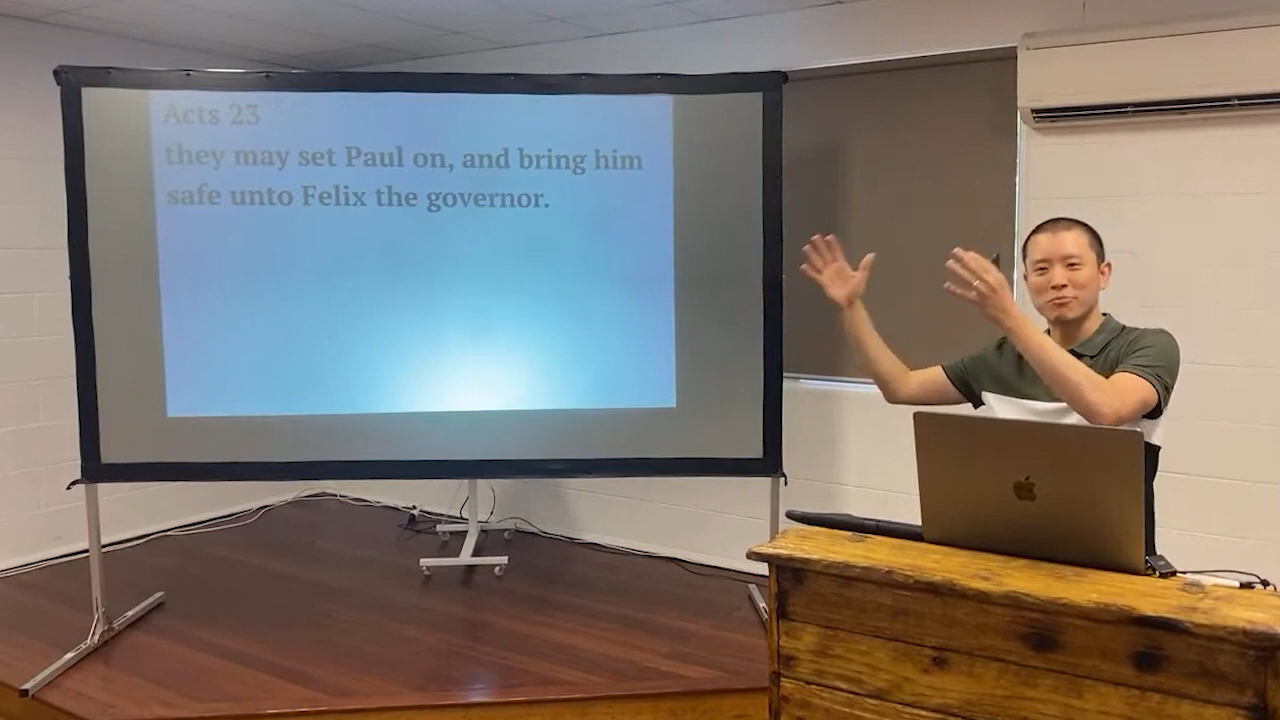 Acts 23
they may set Paul on, and bring him
safe unto Felix the governor.